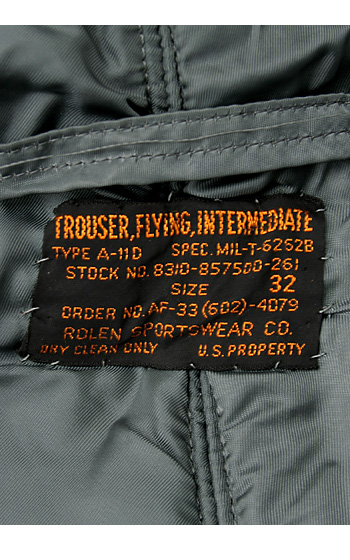 TROUSER,FLYING,INTERMEDIATE
TYPE A-11D SPEC. MIL-T-6262B
STOCK NO. 8310-857500-261
SIZE 32
ORDER NO. AF-33 (602)-4079
ROLEN SPORTSWEAR CO.
DRY CLEAN ONLY U.S. PROPERTY